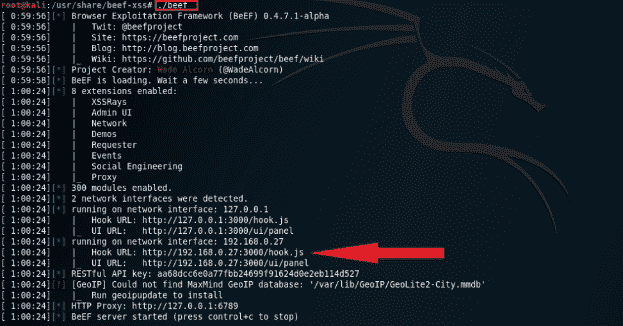 root@kali:/usr/share/beef-xss# ./beef
[ 0:59:56][*] Browser Exploitation Framework (BeEF) 0.4.7.1-alpha
[ 0:59:56]    |   Twit: @beefproject
[ 0:59:56]    |   Site: https://beefproject.com
[ 0:59:56]    |   Blog: http://blog.beefproject.com
[ 0:59:56]    |_  Wiki: https://github.com/beefproject/beef/wiki
[ 0:59:56][*] Project Creator: Wade Alcorn (@WadeAlcorn)
[ 0:59:58][*] BeEF is loading. Wait a few seconds...
[ 1:00:24][*] 8 extensions enabled:
[ 1:00:24]    |   XSSRays
[ 1:00:24]    |   Admin UI
[ 1:00:24]    |   Network
[ 1:00:24]    |   Demos
[ 1:00:24]    |   Requester
[ 1:00:24]    |   Events
[ 1:00:24]    |   Social Engineering
[ 1:00:24]    |_  Proxy
[ 1:00:24][*] 300 modules enabled.
[ 1:00:24][*] 2 network interfaces were detected.
[ 1:00:24][*] running on network interface: 127.0.0.1
[ 1:00:24]    |   Hook URL: http://127.0.0.1:3000/hook.js
[ 1:00:24]    |_  UI URL:   http://127.0.0.1:3000/ui/panel
[ 1:00:24][*] running on network interface: 192.168.0.27
[ 1:00:24]    |   Hook URL: http://192.168.0.27:3000/hook.js
[ 1:00:24]    |_  UI URL:   http://192.168.0.27:3000/ui/panel
[ 1:00:24][*] RESTful API key: aa68dcc6e0a77fbb24699f91624d0e2eb114d527
[ 1:00:24][!] [GeoIP] Could not find MaxMind GeoIP database: '/var/lib/GeoIP/GeoLite2-City.mmdb'
[ 1:00:24]    |_  Run geoipupdate to install
[ 1:00:24][*] HTTP Proxy: http://127.0.0.1:6789
[ 1:00:24][*] BeEF server started (press control+c to stop)